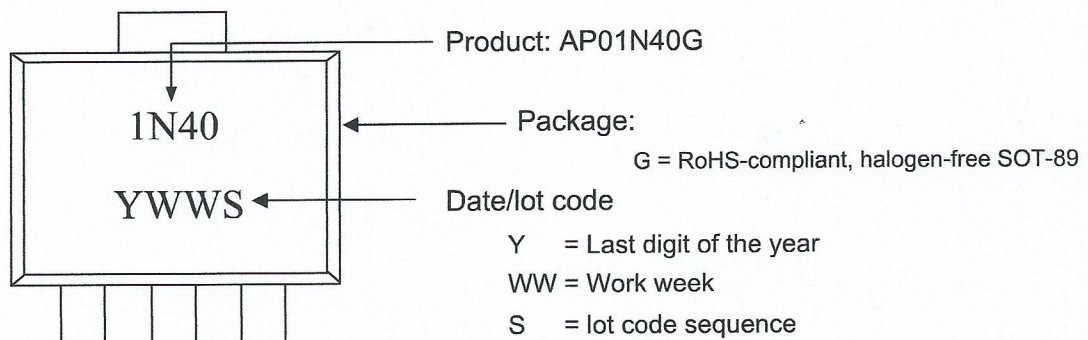 Product: AP01N40G
1N40
Package:
G = RoHS-compliant, halogen-free SOT-89
YWWS
Date/lot code
Y = Last digit of the year
WW = Work week
S = lot code sequence